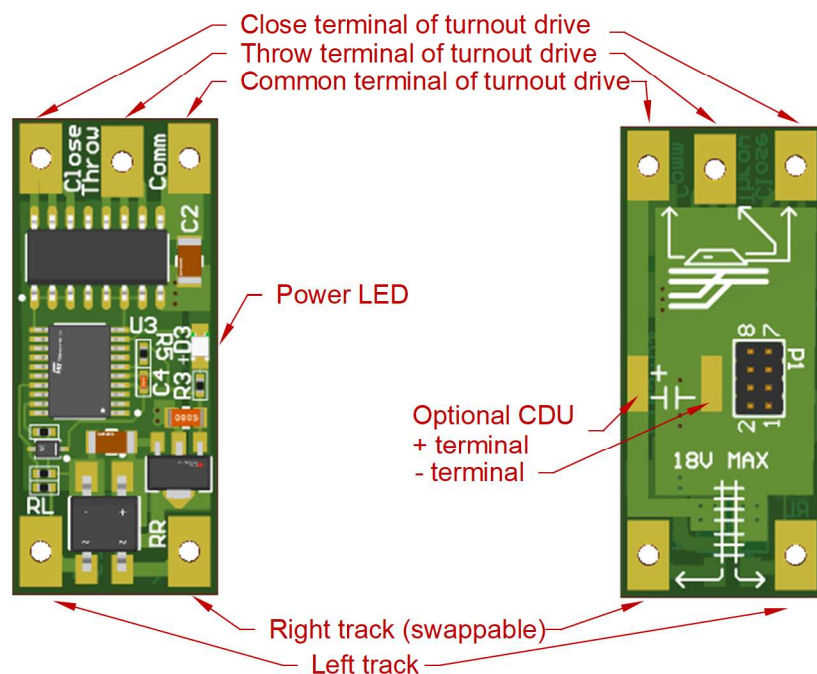 Close terminal of turnout drive
Throw terminal of turnout drive
Common terminal of turnout drive
Close
Throw
Comm
C2
Power LED
U3
R5
+D3
C4
R3
RL
RR
Comm
Throw
Close
8 7
P1
2 1
+
Optional CDU
+ terminal
- terminal
18V MAX
RL
Right track (swappable)
Left track